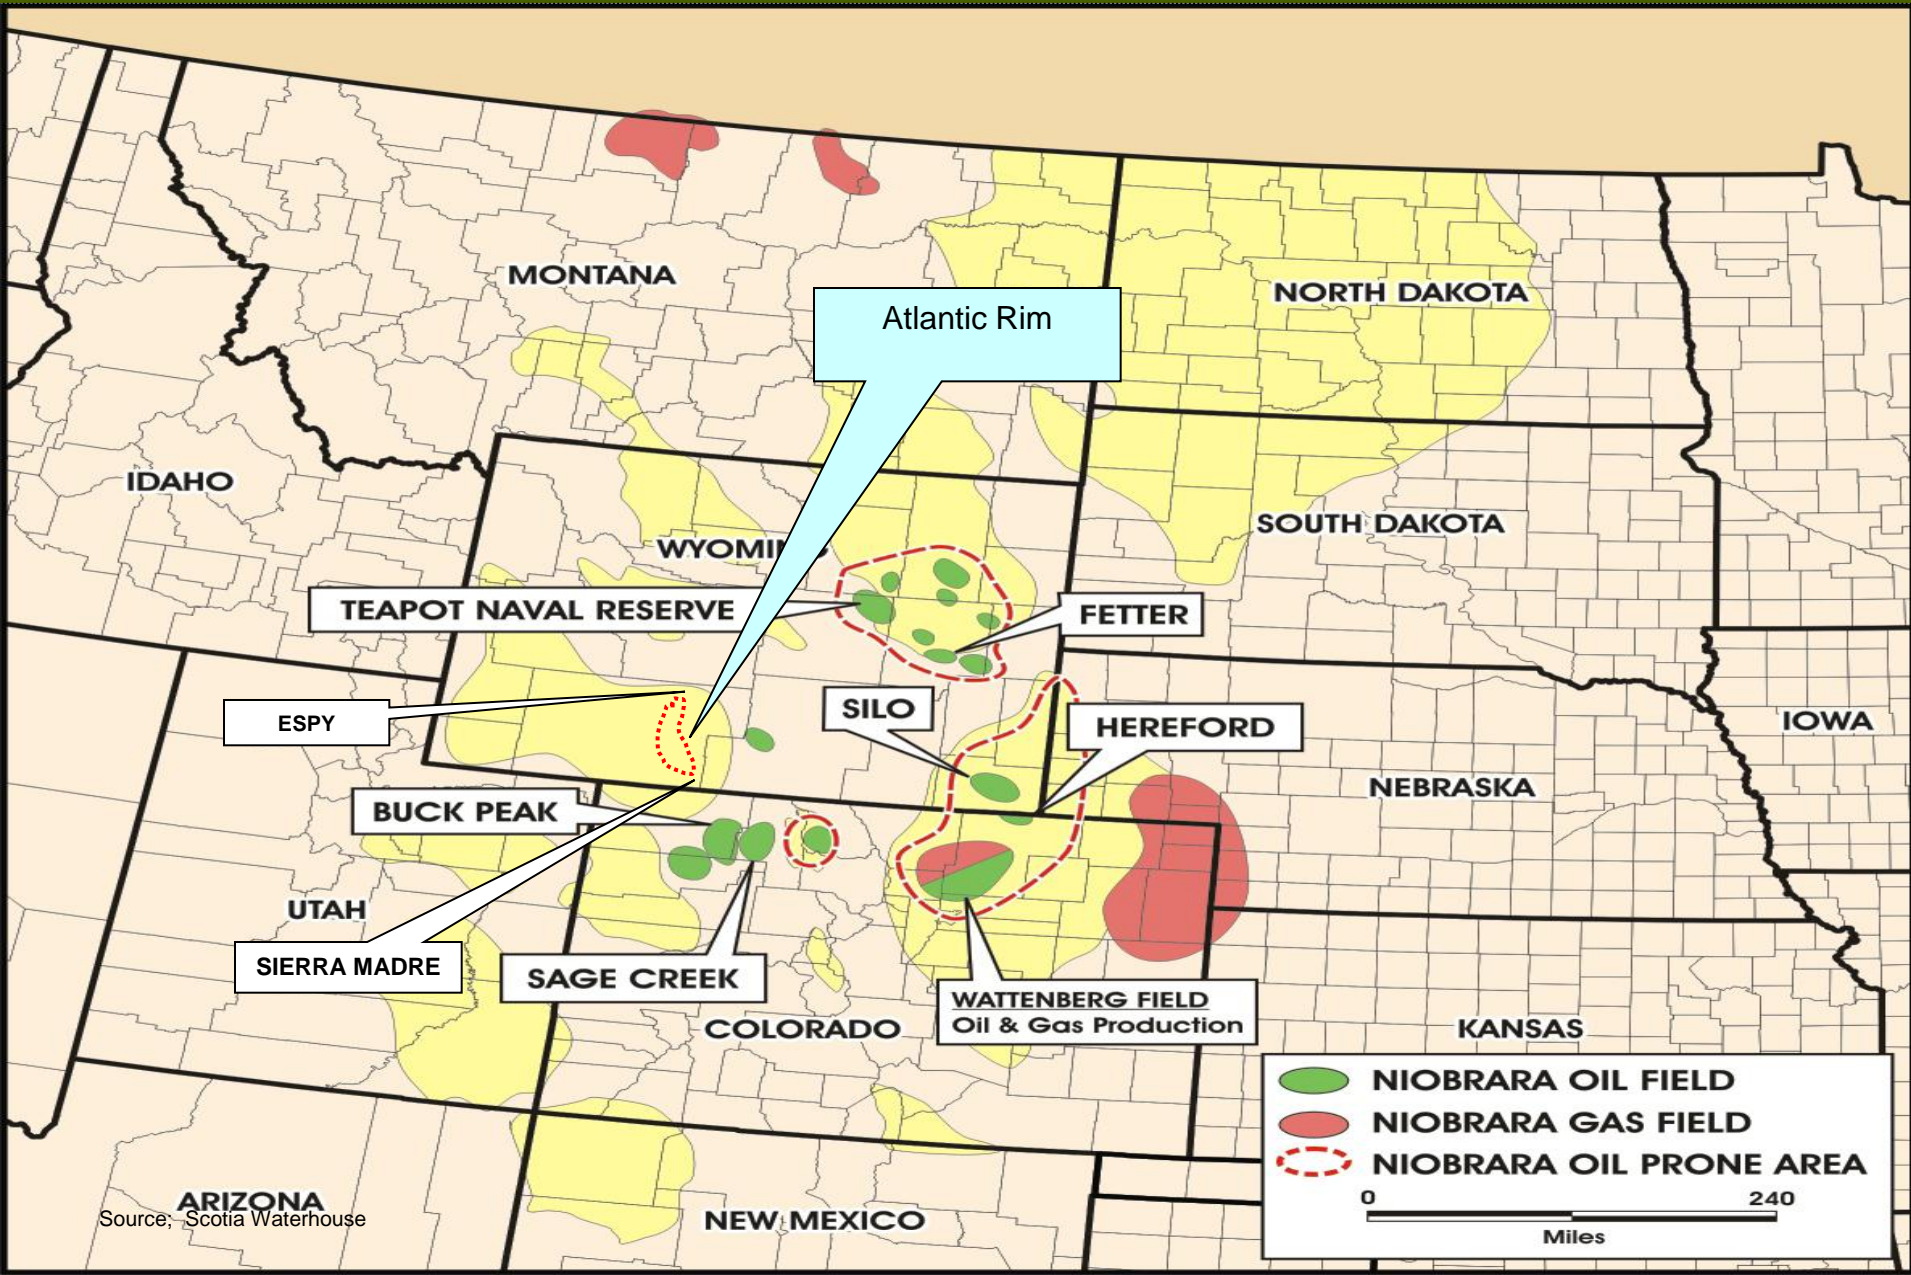 MONTANA
NORTH DAKOTA
Atlantic Rim
IDAHO
SOUTH DAKOTA
WYOMING
TEAPOT NAVAL RESERVE
FETTER
ESPY
SILO
HEREFORD
IOWA
NEBRASKA
BUCK PEAK
UTAH
SIERRA MADRE
SAGE CREEK
WATTENBERG FIELD
Oil & Gas Production
COLORADO
KANSAS
NIOBRARA OIL FIELD
NIOBRARA GAS FIELD
NIOBRARA OIL PRONE AREA
0 240
Miles
ARIZONA
Source; Scotia Waterhouse
NEW MEXICO